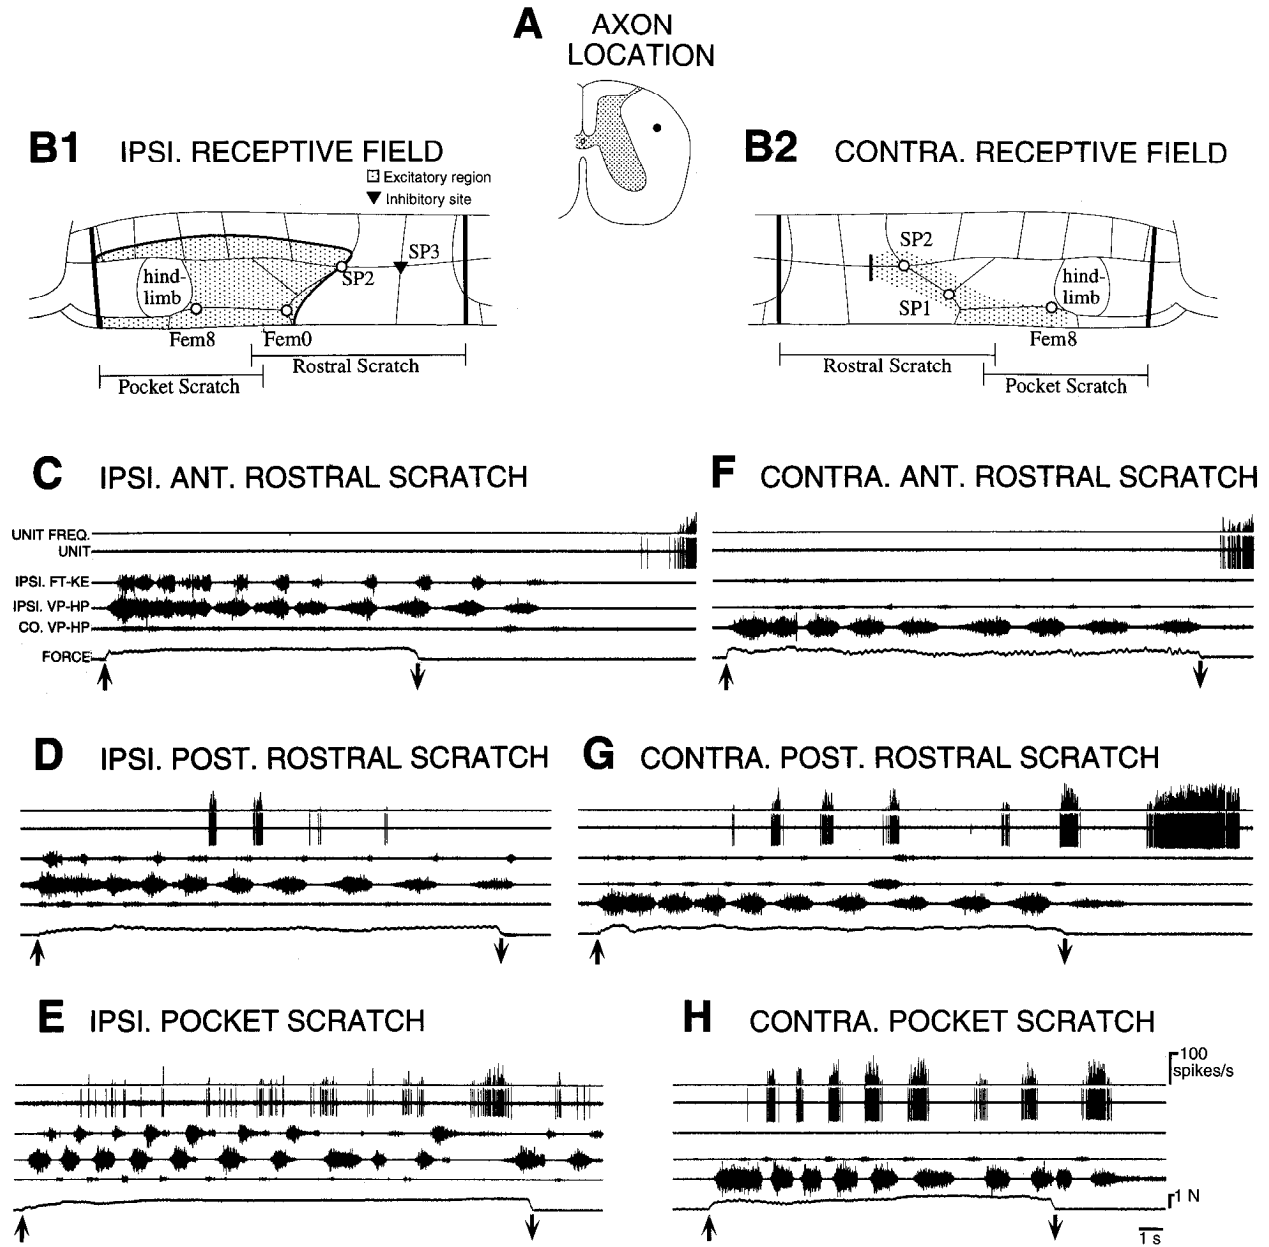 A AXON
LOCATION
B1 IPSI. RECEPTIVE FIELD
Excitatory region
Inhibitory site
hind-
limb
SP3
SP2
Fem8
Fem0
Rostral Scratch
Pocket Scratch
B2 CONTRA. RECEPTIVE FIELD
SP2
SP1
hind-
limb
Fem8
Rostral Scratch
Pocket Scratch
C IPSI. ANT. ROSTRAL SCRATCH
UNIT FREQ.
UNIT
IPSI. FT-KE
IPSI. VP-HP
CO. VP-HP
FORCE
F CONTRA. ANT. ROSTRAL SCRATCH
D IPSI. POST. ROSTRAL SCRATCH
G CONTRA. POST. ROSTRAL SCRATCH
E IPSI. POCKET SCRATCH
H CONTRA. POCKET SCRATCH
100
spikes/s
1 N
1 s